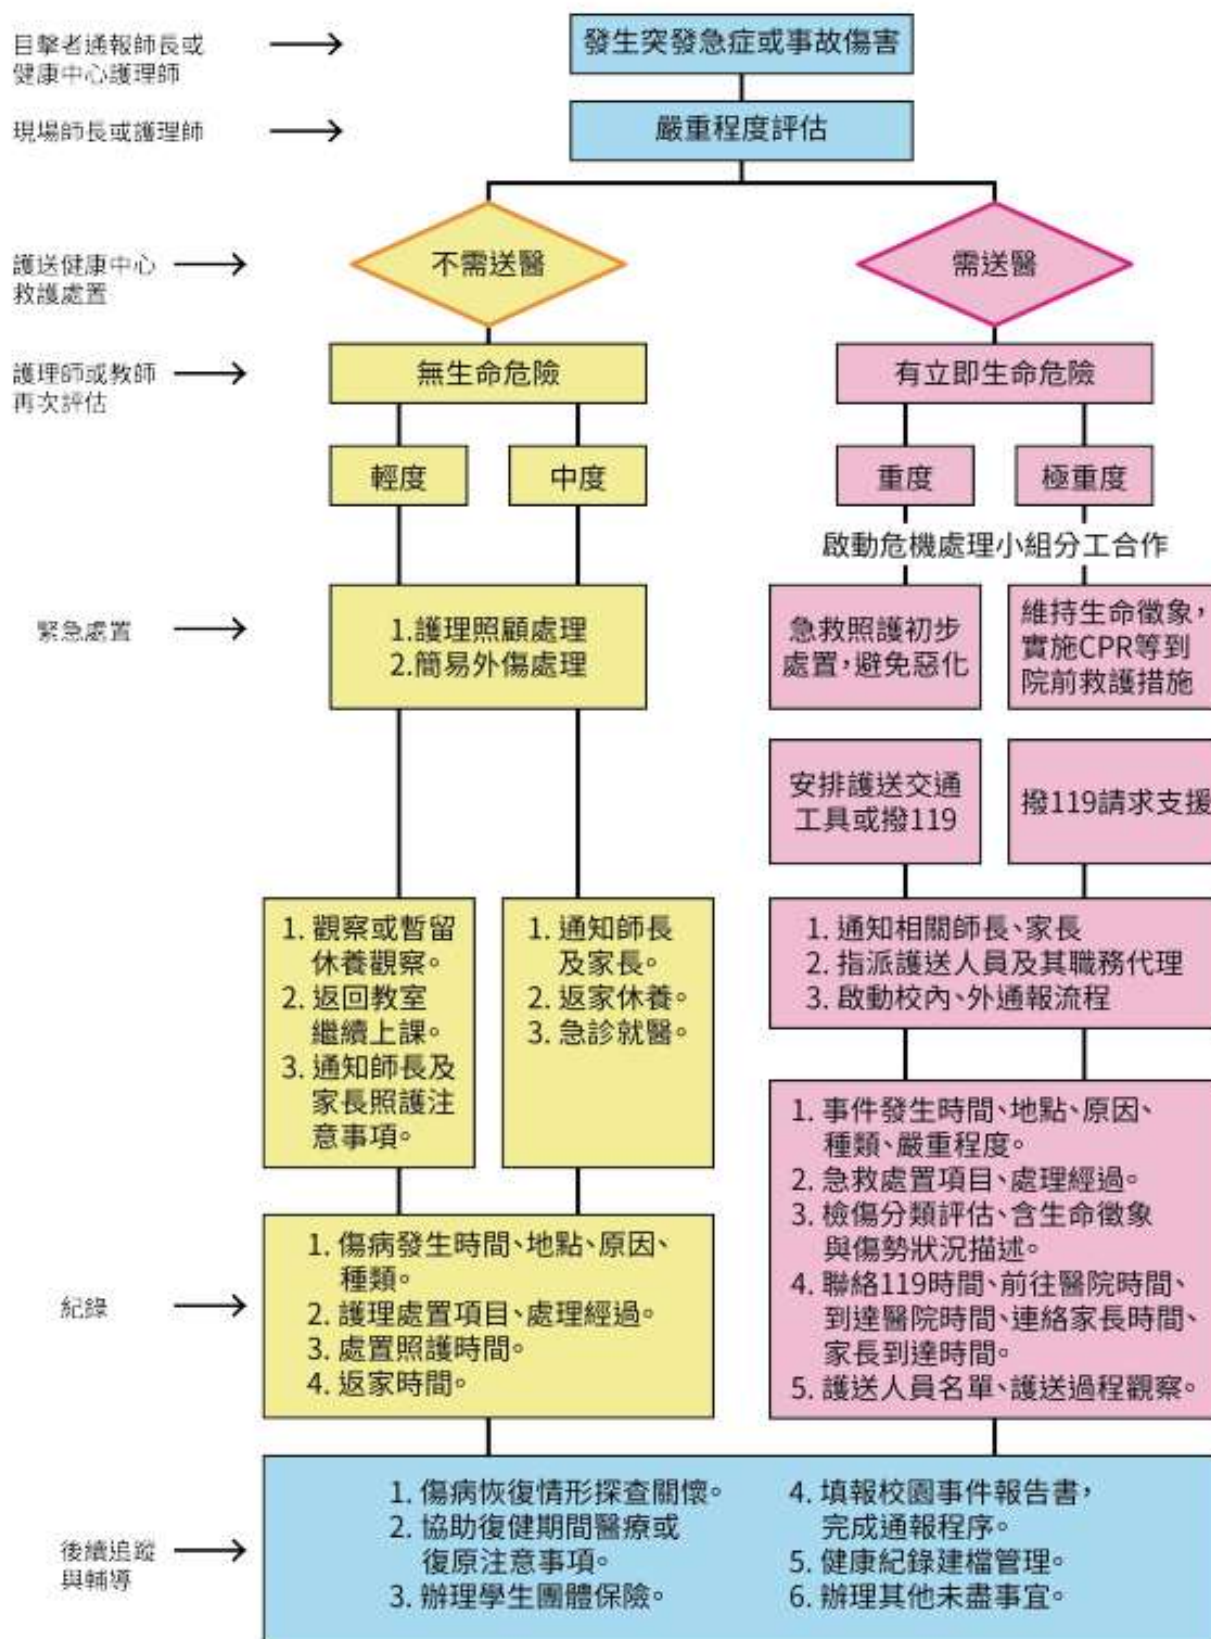 目擊者通報師長或
健康中心護理師
發生突發急症或事故傷害
現場師長或護理師
嚴重程度評估
護送健康中心
救護處置
不需送醫
需送醫
護理師或教師
再次評估
無生命危險
有立即生命危險
輕度
中度
重度
極重度
啟動危機處理小組分工合作
緊急處置
1.護理照顧處理
2.簡易外傷處理
急救照護初步
處置，避免惡化
維持生命徵象，
實施CPR等到
院前救護措施
安排護送交通
工具或撥119
撥119請求支援
1. 觀察或暫留
休養觀察。
2. 返回教室
繼續上課。
3. 通知師長及
家長照護注
意事項。
1. 通知師長
及家長。
2. 返家休養。
3. 急診就醫。
1. 通知相關師長、家長
2. 指派護送人員及其職務代理
3. 啟動校內、外通報流程
紀錄
1. 傷病發生時間、地點、原因、
種類。
2. 護理處置項目、處理經過。
3. 處置照護時間。
4. 返家時間。
1. 事件發生時間、地點、原因、
種類、嚴重程度。
2. 急救處置項目、處理經過。
3. 檢傷分類評估、含生命徵象
與傷勢狀況描述。
4. 聯絡119時間、前往醫院時間、
到達醫院時間、連絡家長時間、
家長到達時間。
5. 護送人員名單、護送過程觀察。
後續追蹤
與輔導
1. 傷病恢復情形探查關懷。
2. 協助復健期間醫療或
復原注意事項。
3. 辦理學生團體保險。
4. 填報校園事件報告書，
完成通報程序。
5. 健康紀錄建檔管理。
6. 辦理其他未盡事宜。